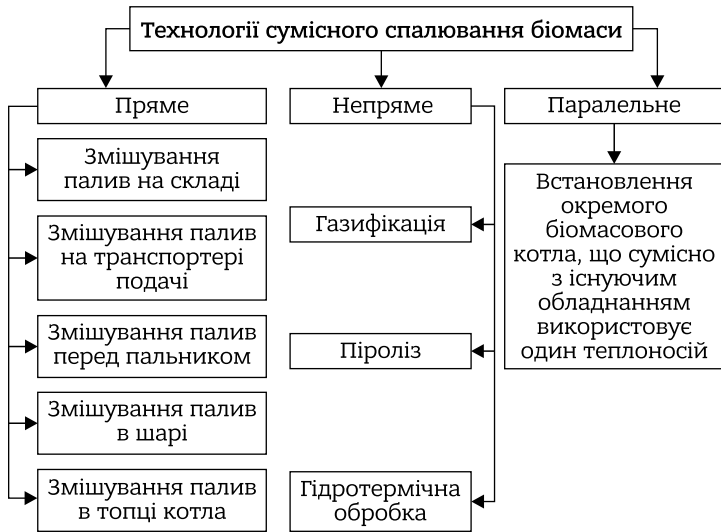 Технології сумісного спалювання біомаси
Пряме
Непряме
Паралельне
Змішування
палив на складі
Змішування палив
на транспортері
подачі
Змішування палив
перед пальником
Змішування палив
в шарі
Змішування палив
в топці котла
Газифікація
Піроліз
Гідротермічна
обробка
Встановлення
окремого
біомасового
котла, що сумісно
з існуючим
обладнанням
використовує
один теплоносій